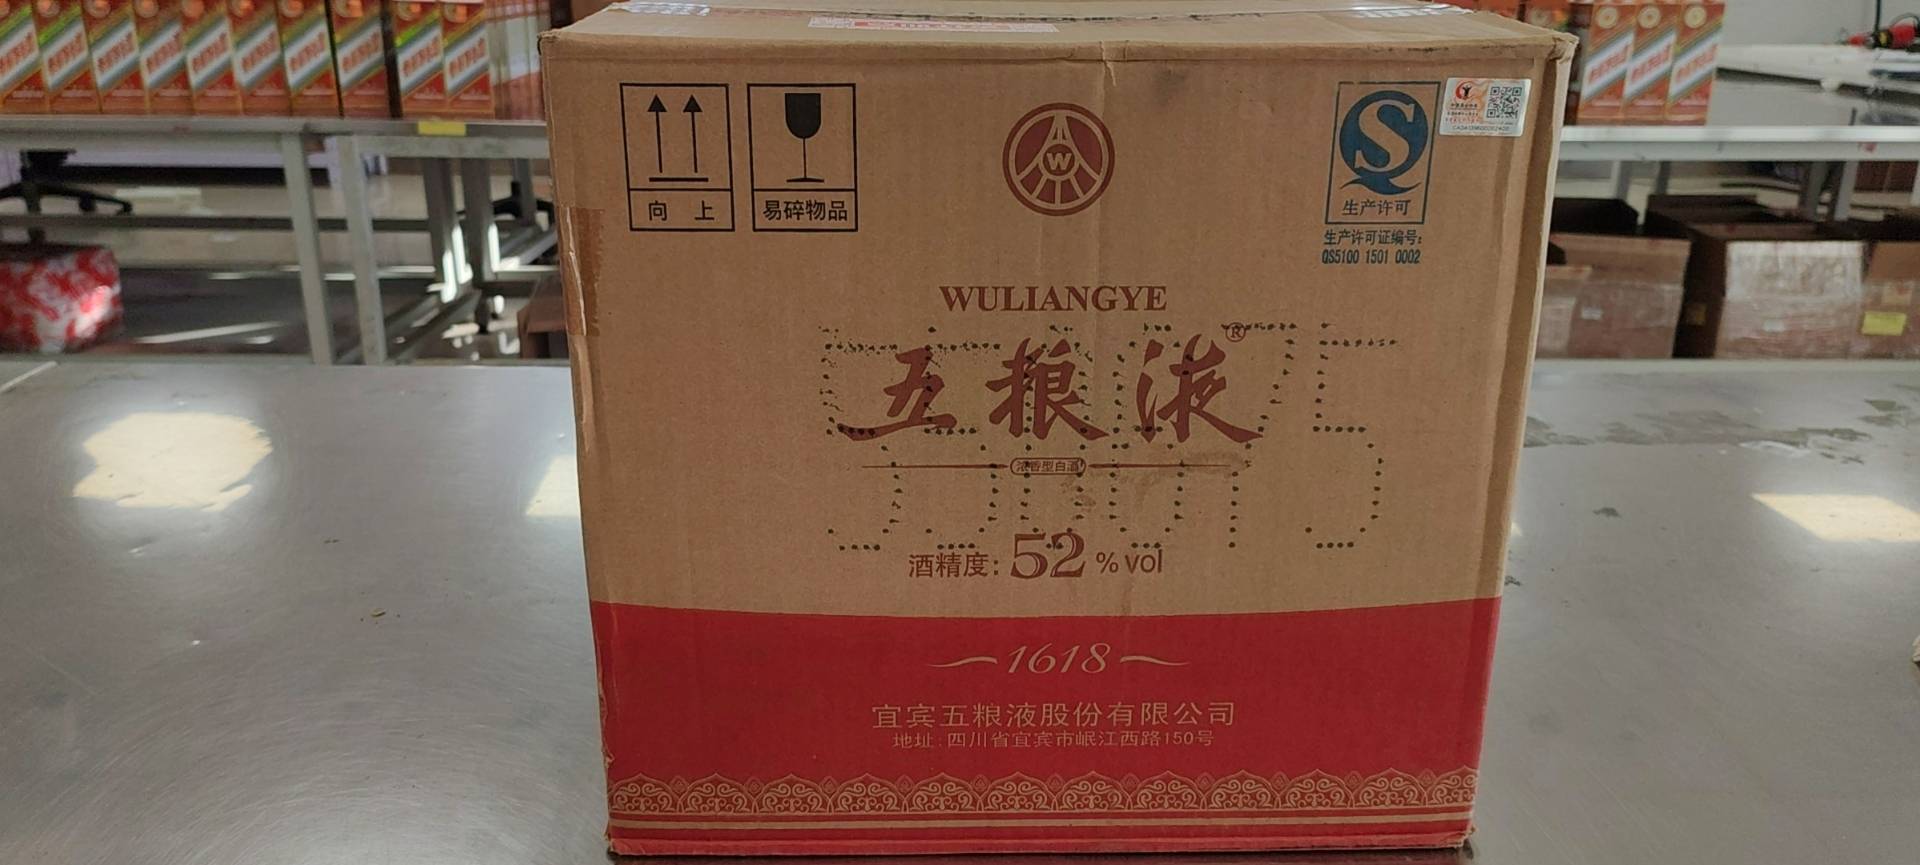 向 上
易碎物品
W
S
生产许可
生产许可证编号:
QS5100 1501 0002
WULIANGYE
五粮液®
浓香型白酒
酒精度: 52 %vol
1618
宜宾五粮液股份有限公司
地址:四川省宜宾市岷江西路150号